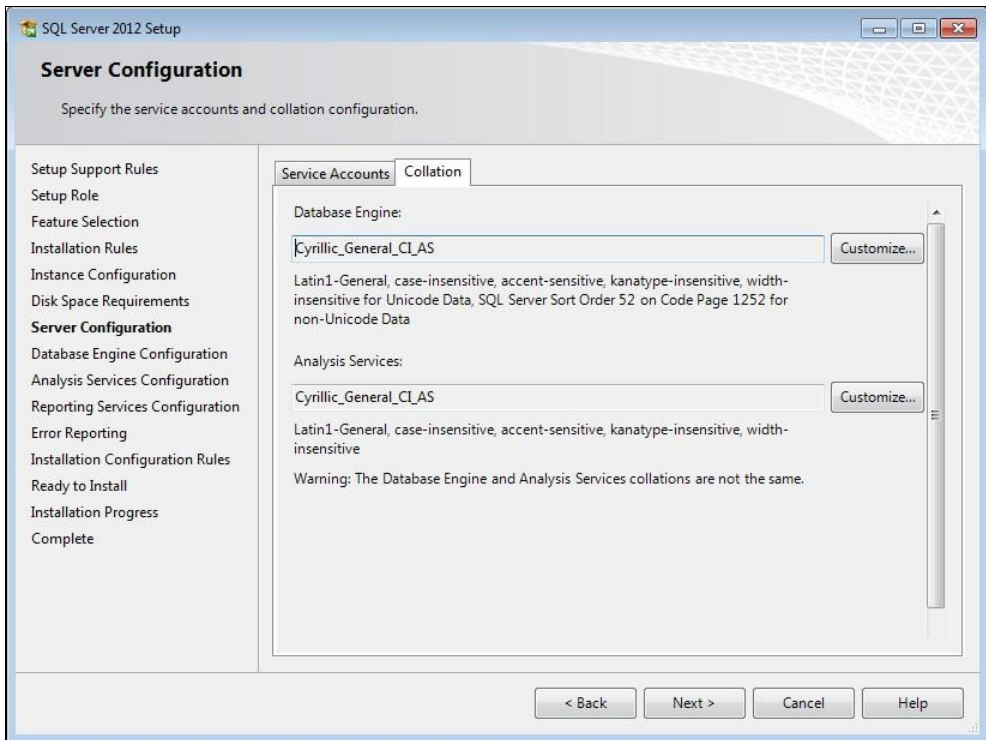 SQL Server 2012 Setup
Server Configuration
Specify the service accounts and collation configuration.
Setup Support Rules
Setup Role
Feature Selection
Installation Rules
Instance Configuration
Disk Space Requirements
Server Configuration
Database Engine Configuration
Analysis Services Configuration
Reporting Services Configuration
Error Reporting
Installation Configuration Rules
Ready to Install
Installation Progress
Complete
Service Accounts
Collation
Database Engine:
Cyrillic_General_CI_AS
Customize...
Latin1-General, case-insensitive, accent-sensitive, kanatype-insensitive, width-
insensitive for Unicode Data, SQL Server Sort Order 52 on Code Page 1252 for
non-Unicode Data
Analysis Services:
Cyrillic_General_CI_AS
Customize...
Latin1-General, case-insensitive, accent-sensitive, kanatype-insensitive, width-
insensitive
Warning: The Database Engine and Analysis Services collations are not the same.
< Back
Next >
Cancel
Help